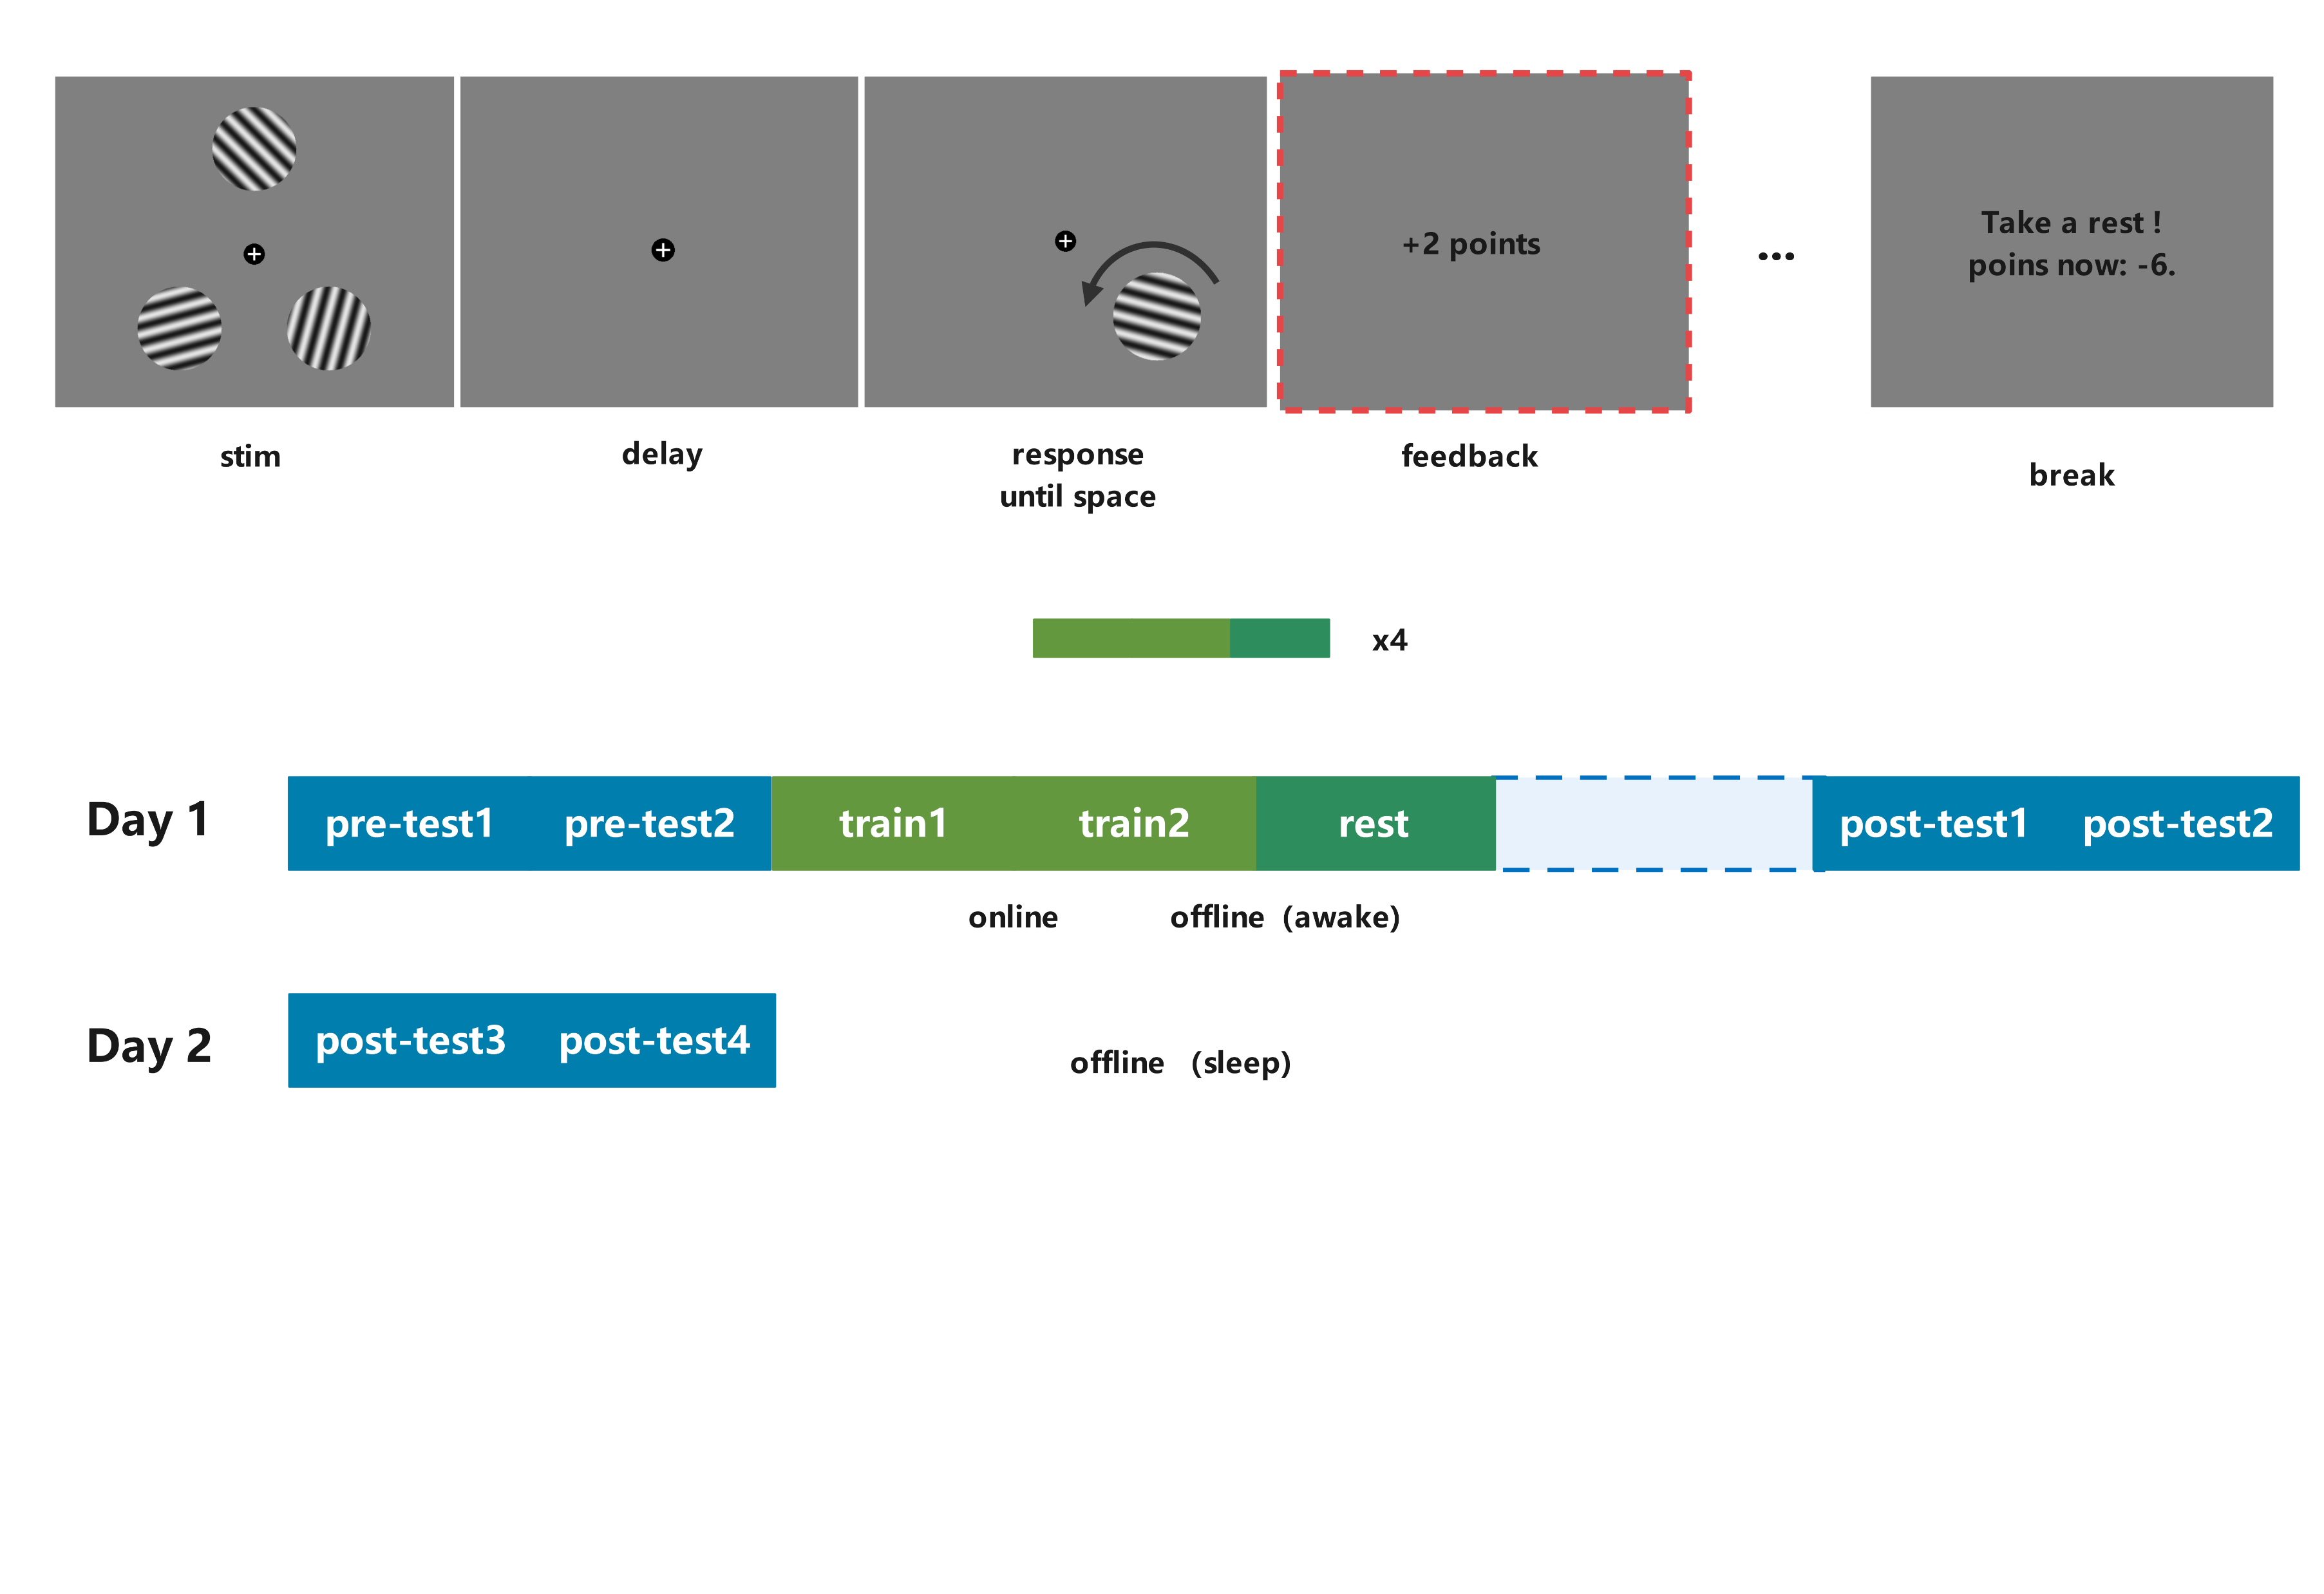 +2 points
...
Take a rest !
poins now: -6.
stim
delay
response
until space
feedback
break
x4
Day 1
pre-test1
pre-test2
train1
train2
rest
post-test1
post-test2
online
offline (awake)
Day 2
post-test3
post-test4
offline (sleep)